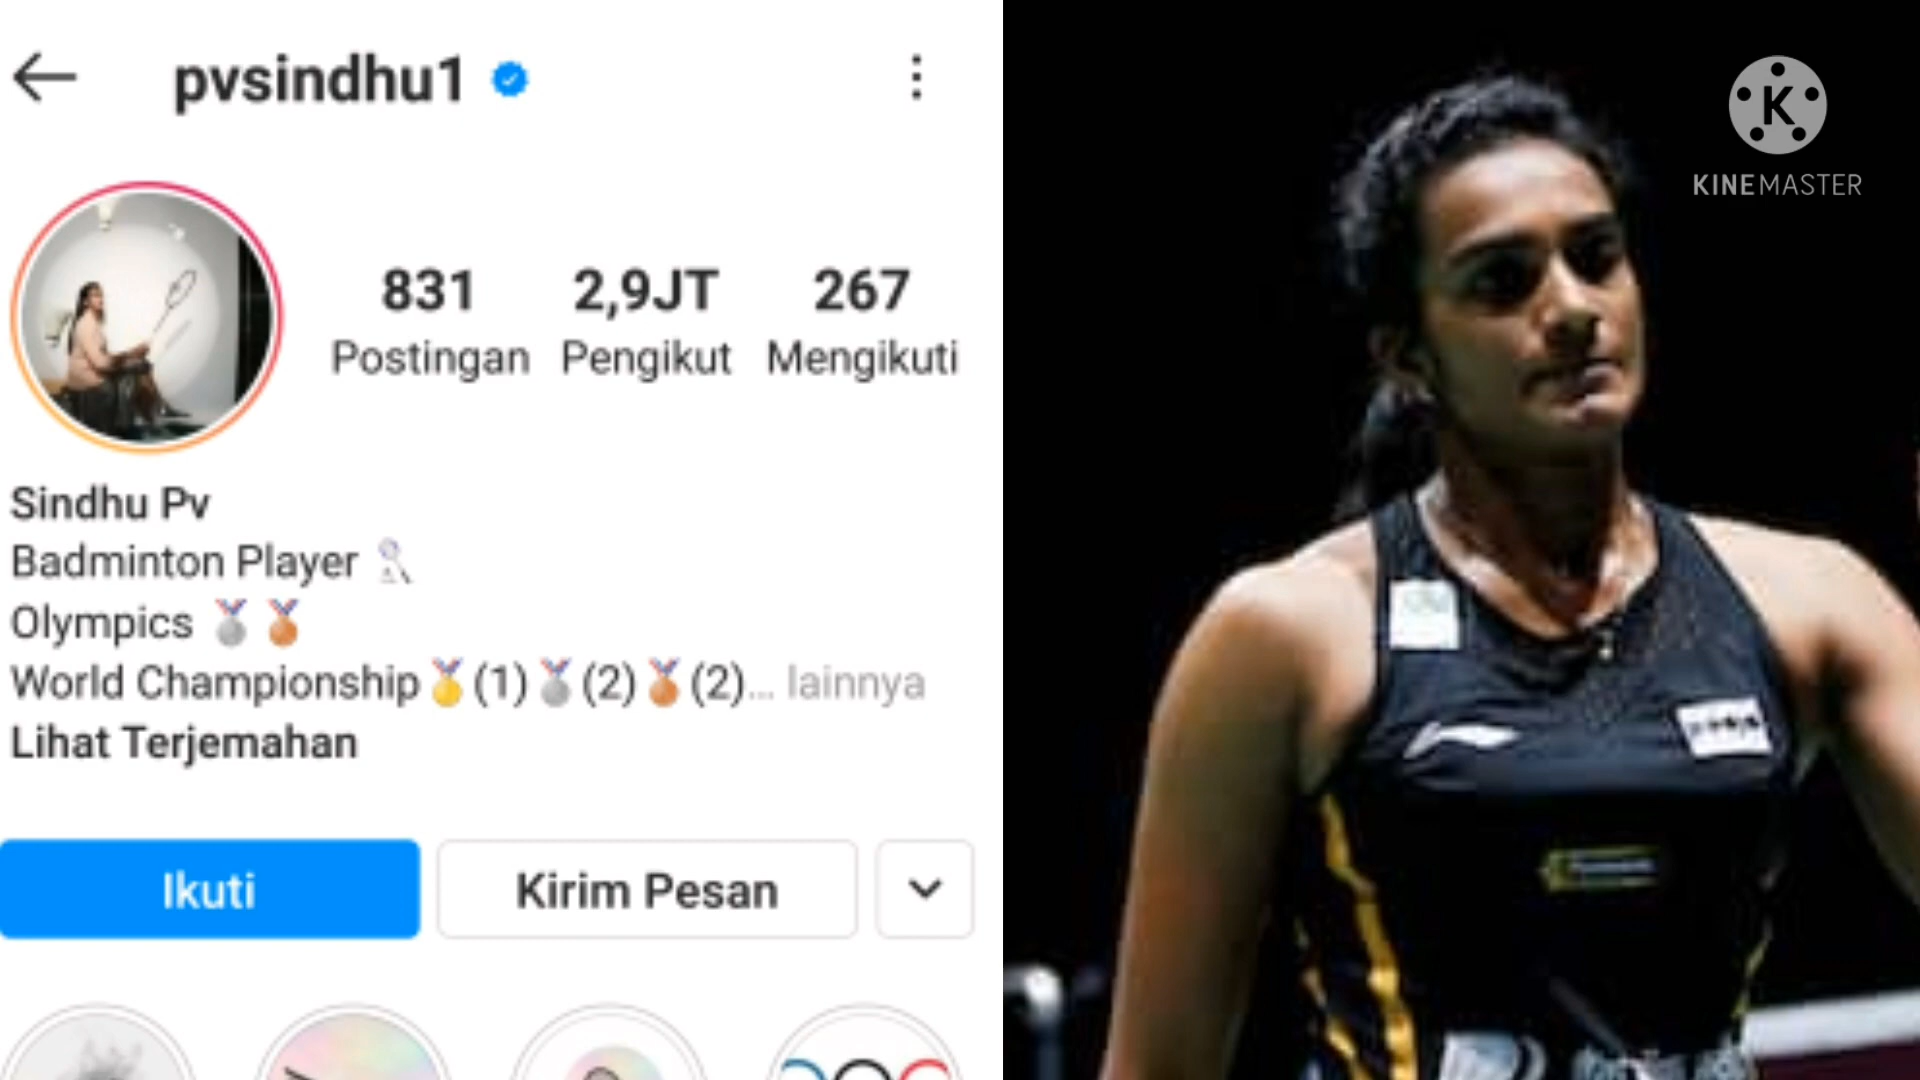 pvsindhu1
831 2,9JT 267
Postingan Pengikut Mengikuti
Sindhu Pv
Badminton Player 🏸
Olympics 🥈🥉
World Championship🥇(1)🥈(2)🥉(2)... lainnya
Lihat Terjemahan
Ikuti Kirim Pesan
K
KINEMASTER